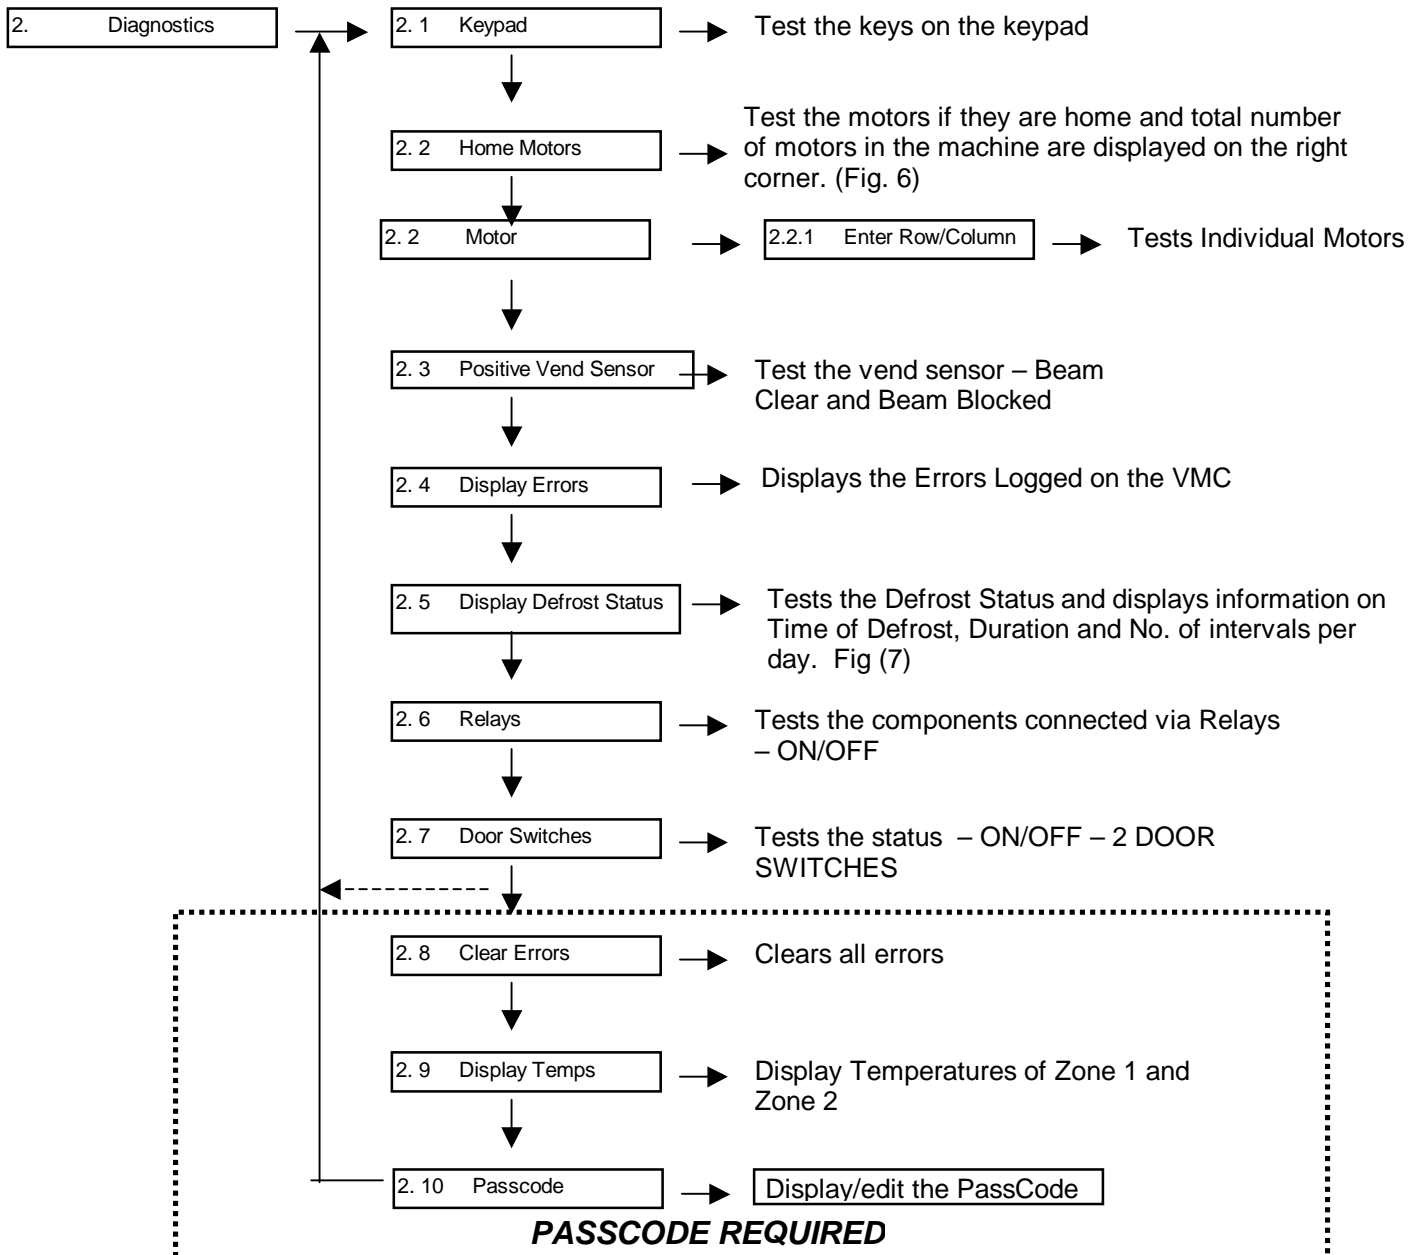 2. Diagnostics
2. 1 Keypad
Test the keys on the keypad
2. 2 Home Motors
Test the motors if they are home and total number
of motors in the machine are displayed on the right
corner. (Fig. 6)
2. 2 Motor
2.2.1 Enter Row/Column
Tests Individual Motors
2. 3 Positive Vend Sensor
Test the vend sensor – Beam
Clear and Beam Blocked
2. 4 Display Errors
Displays the Errors Logged on the VMC
2. 5 Display Defrost Status
Tests the Defrost Status and displays information on
Time of Defrost, Duration and No. of intervals per
day. Fig (7)
2. 6 Relays
Tests the components connected via Relays
– ON/OFF
2. 7 Door Switches
Tests the status – ON/OFF – 2 DOOR
SWITCHES
2. 8 Clear Errors
Clears all errors
2. 9 Display Temps
Display Temperatures of Zone 1 and
Zone 2
2. 10 Passcode
Display/edit the PassCode
PASSCODE REQUIRED